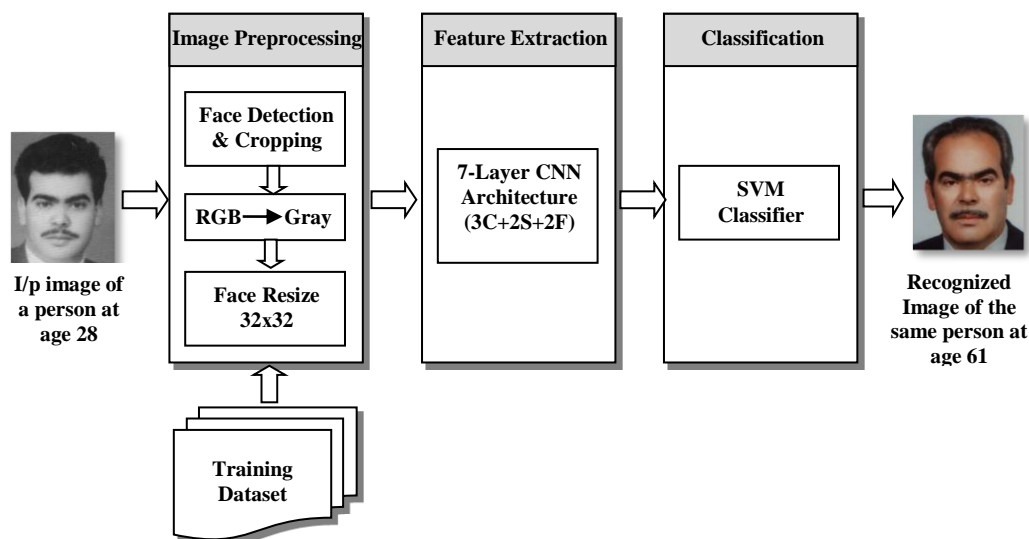 Image Preprocessing
Face Detection
& Cropping
RGB Gray
Face Resize
32x32
Feature Extraction
7-Layer CNN
Architecture
(3C+2S+2F)
Classification
SVM
Classifier
I/p image of
a person at
age 28
Recognized
Image of the
same person at
age 61
Training
Dataset